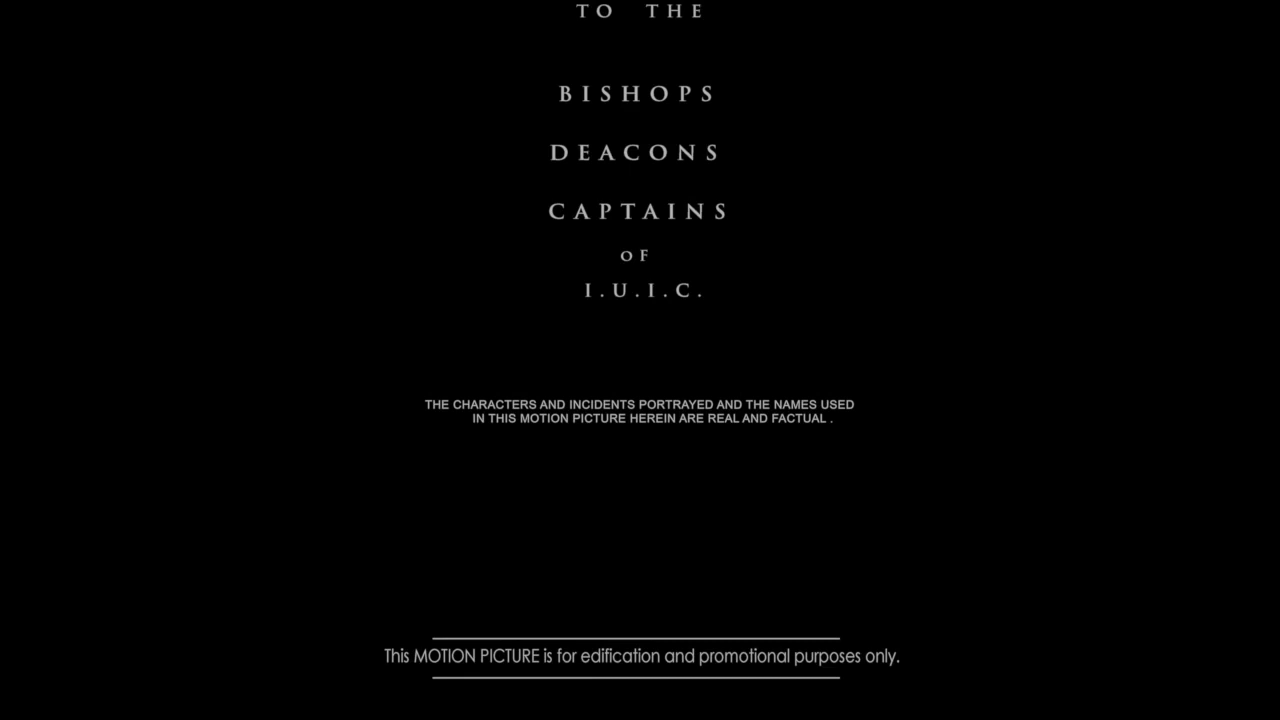 TO THE
BISHOPS
DEACONS
CAPTAINS
OF
I.U.I.C.
THE CHARACTERS AND INCIDENTS PORTRAYED AND THE NAMES USED
IN THIS MOTION PICTURE HEREIN ARE REAL AND FACTUAL .
This MOTION PICTURE is for edification and promotional purposes only.